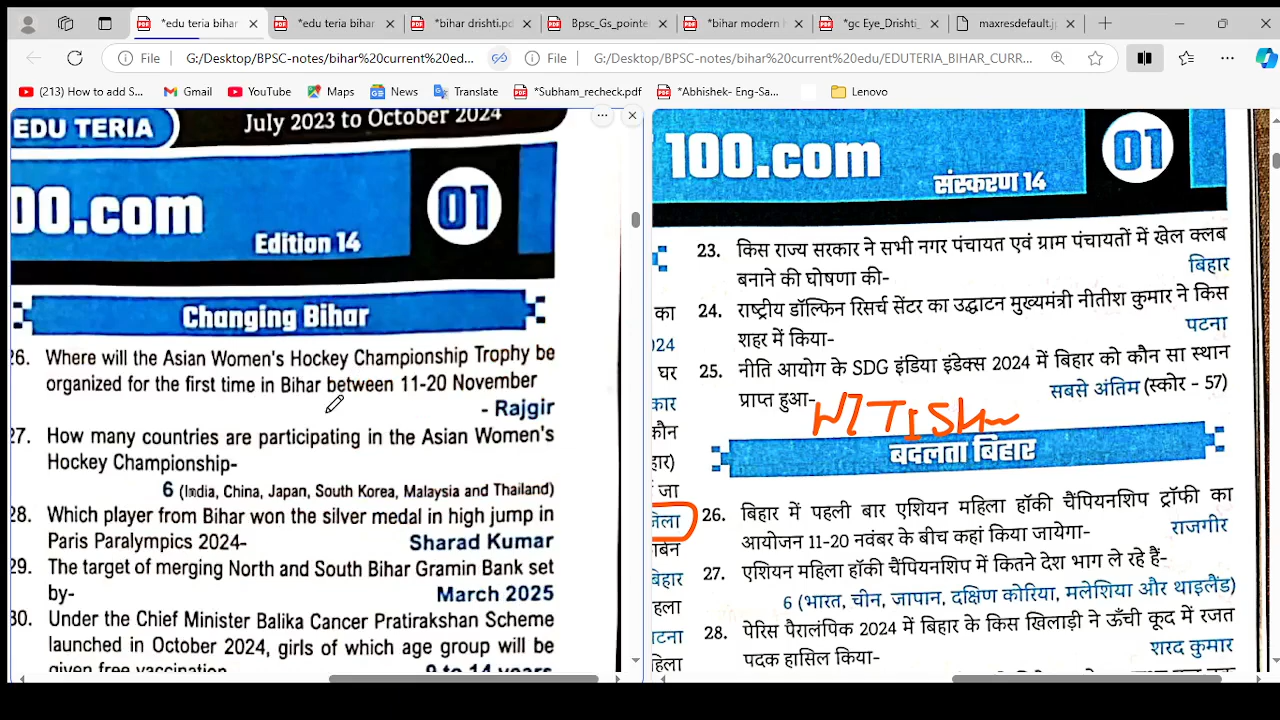 *edu teria bihar
*edu teria bihar
*bihar drishti.pd
Bpsc_Gs_pointe
*bihar modern
*gc Eye_Drishti_
maxresdefault.jp
File
G:/Desktop/BPSC-notes/bihar%20current%20ed...
File
G:/Desktop/BPSC-notes/bihar%20current%20edu/EDUTERIA_BIHAR_CURR...
(213) How to add S...
Gmail
YouTube
Maps
News
Translate
*Subham_recheck.pdf
*Abhishek- Eng-Sa...
Lenovo
EDU TERIA
July 2023 to October 2024
00.com
01
Edition 14
Changing Bihar
26. Where will the Asian Women's Hockey Championship Trophy be
organized for the first time in Bihar between 11-20 November
- Rajgir
27. How many countries are participating in the Asian Women's
Hockey Championship-
6 (India, China, Japan, South Korea, Malaysia and Thailand)
28. Which player from Bihar won the silver medal in high jump in
Paris Paralympics 2024- Sharad Kumar
29. The target of merging North and South Bihar Gramin Bank set
by- March 2025
30. Under the Chief Minister Balika Cancer Pratirakshan Scheme
launched in October 2024, girls of which age group will be
given free vaccination 9 to 14 years
100.com
01
संस्करण 14
23. किस राज्य सरकार ने सभी नगर पंचायत एवं ग्राम पंचायतों में खेल क्लब
बनाने की घोषणा की- बिहार
24. राष्ट्रीय डॉल्फिन रिसर्च सेंटर का उद्घाटन मुख्यमंत्री नीतीश कुमार ने किस
शहर में किया- पटना
25. नीति आयोग के SDG इंडिया इंडेक्स 2024 में बिहार को कौन सा स्थान
प्राप्त हुआ- सबसे अंतिम (स्कोर - 57)
NITISH
बदलता बिहार
26. बिहार में पहली बार एशियन महिला हॉकी चैंपियनशिप ट्रॉफी का
आयोजन 11-20 नवंबर के बीच कहां किया जायेगा- राजगीर
27. एशियन महिला हॉकी चैंपियनशिप में कितने देश भाग ले रहे हैं-
6 (भारत, चीन, जापान, दक्षिण कोरिया, मलेशिया और थाइलैंड)
28. पेरिस पैरालंपिक 2024 में बिहार के किस खिलाड़ी ने ऊँची कूद में रजत
पदक हासिल किया- शरद कुमार